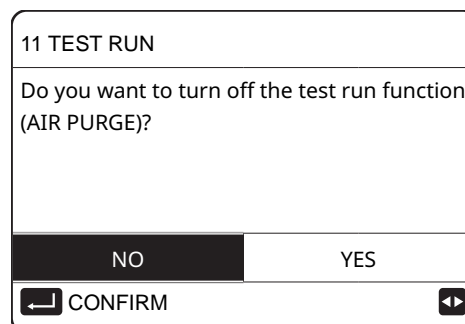 11 TEST RUN
Do you want to turn off the test run function
(AIR PURGE)?
NO YES
CONFIRM